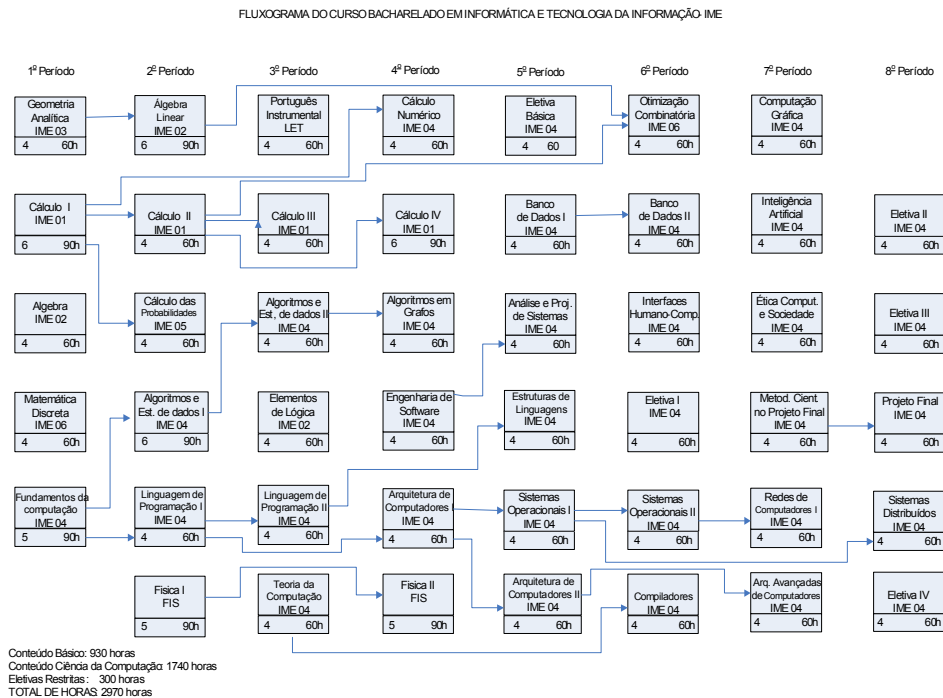 FLUXOGRAMA DO CURSO BACHARELADO EM INFORMÁTICA E TECNOLOGIA DA INFORMAÇÃO- IME
1º Período 2º Período 3º Período 4º Período 5º Período 6º Período 7º Período 8º Período
Geometria
Analítica
IME 03
4 60h
Álgebra
Linear
IME 02
6 90h
Português
Instrumental
LET
4 60h
Cálculo
Numérico
IME 04
4 60h
Eletiva
Básica
IME 04
4 60
Otimização
Combinatória
IME 06
4 60h
Computação
Gráfica
IME 04
4 60h
Cálculo I
IME 01
6 90h
Cálculo II
IME 01
4 60h
Cálculo III
IME 01
4 60h
Cálculo IV
IME 01
6 90h
Banco
de Dados I
IME 04
4 60h
Banco
de Dados II
IME 04
4 60h
Inteligência
Artificial
IME 04
4 60h
Eletiva II
IME 04
4 60h
Algebra
IME 02
4 60h
Cálculo das
Probabilidades
IME 05
4 60h
Algoritmos e
Est, de dados II
IME 04
4 60h
Algoritmos em
Grafos
IME 04
4 60h
Análise e Proj.
de Sistemas
IME 04
4 60h
Interfaces
Humano-Comp.
IME 04
4 60h
Ética Comput.
e Sociedade
IME 04
4 60h
Eletiva III
IME 04
4 60h
Matemática
Discreta
IME 06
4 60h
Algoritmos e
Est. de dados I
IME 04
6 90h
Elementos
de Lógica
IME 02
4 60h
Engenharia de
Software
IME 04
4 60h
Estruturas de
Linguagens
IME 04
4 60h
Eletiva I
IME 04
4 60h
Metod. Cient.
no Projeto Final
IME 04
4 60h
Projeto Final
IME 04
4 60h
Fundamentos da
computação
IME 04
5 90h
Linguagem de
Programação I
IME 04
4 60h
Linguagem de
Programação II
IME 04
4 60h
Arquitetura de
Computadores I
IME 04
4 60h
Sistemas
Operacionais I
IME 04
4 60h
Sistemas
Operacionais II
IME 04
4 60h
Redes de
Computadores I
IME 04
4 60h
Sistemas
Distribuídos
IME 04
4 60h
Fisica I
FIS
5 90h
Teoria da
Computação
IME 04
4 60h
Fisica II
FIS
5 90h
Arquitetura de
Computadores II
IME 04
4 60h
Compiladores
IME 04
4 60h
Arq. Avançadas
de Computadores
IME 04
4 60h
Eletiva IV
IME 04
4 60h
Conteúdo Básico: 930 horas
Conteúdo Ciência da Computação: 1740 horas
Eletivas Restritas : 300 horas
TOTAL DE HORAS: 2970 horas